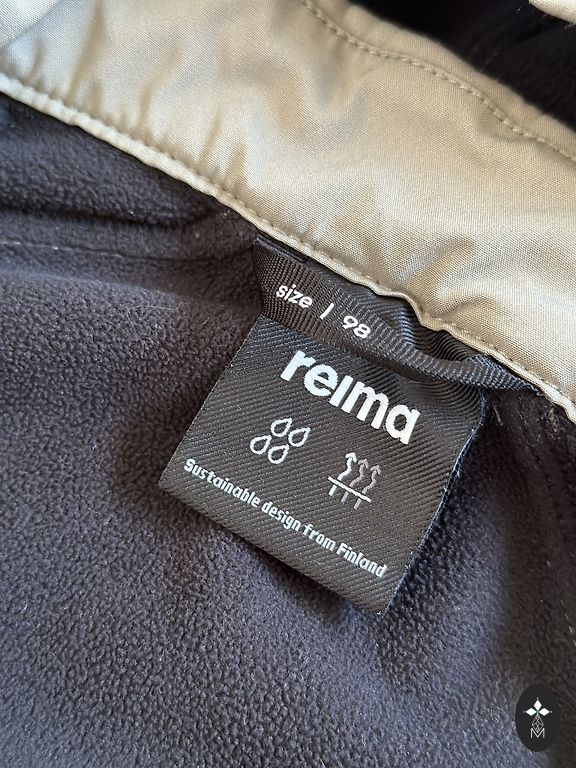 size / 98
reima
Sustainable design from Finland